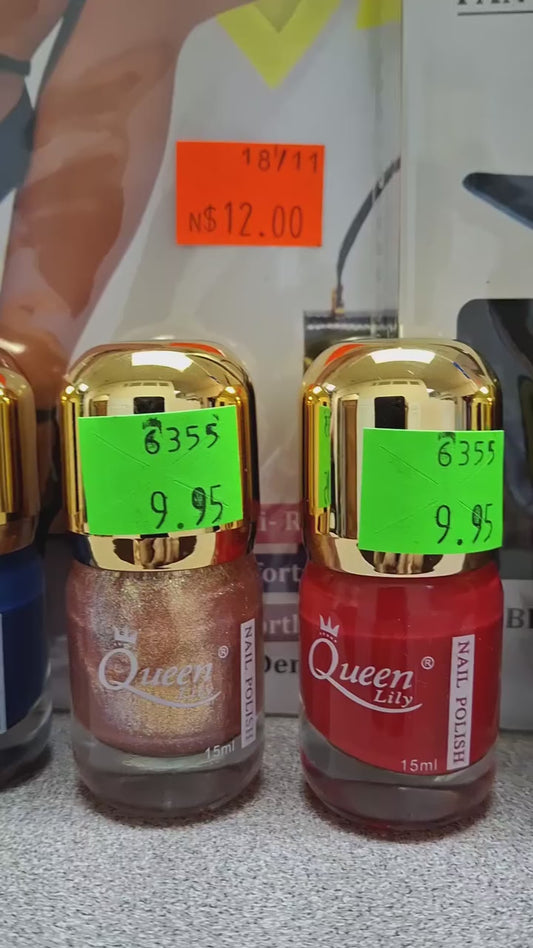 18/11
N$12.00
6355
9.95
6355
9.95
Queen®
Lily
NAIL POLISH
15ml
Queen®
Lily
NAIL POLISH
15ml